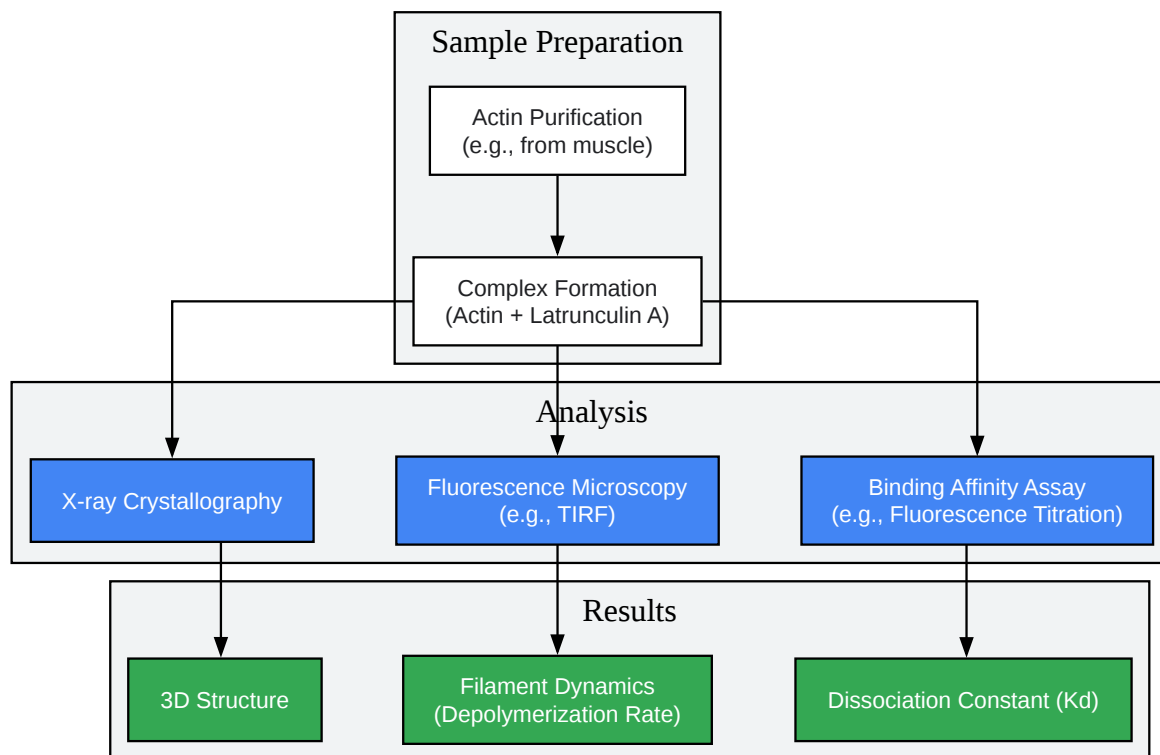 Sample Preparation
Actin Purification
(e.g., from muscle)
Complex Formation
(Actin + Latrunculin A)
Analysis
X-ray Crystallography
Fluorescence Microscopy
(e.g., TIRF)
Binding Affinity Assay
(e.g., Fluorescence Titration)
Results
3D Structure
Filament Dynamics
(Depolymerization Rate)
Dissociation Constant (Kd)